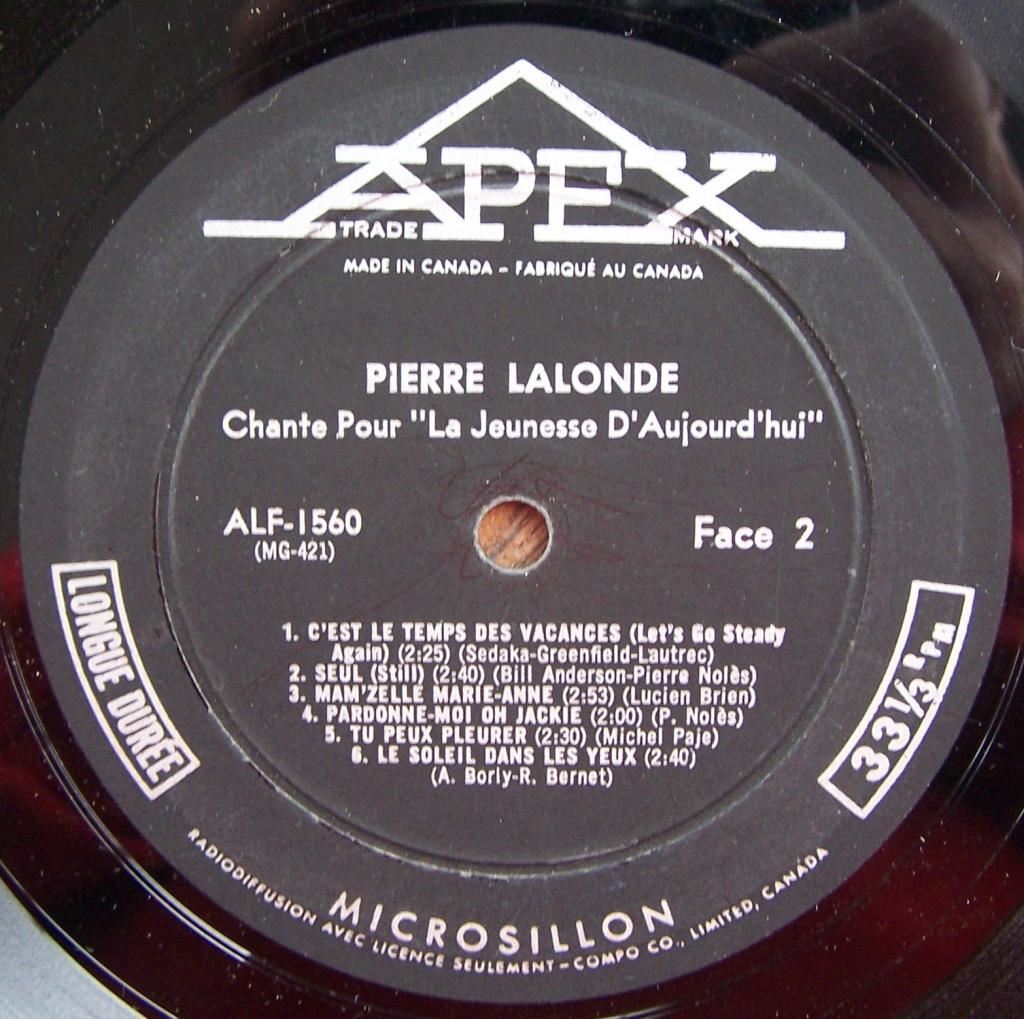 APEX
TRADE MARK
MADE IN CANADA – FABRIQUÉ AU CANADA
PIERRE LALONDE
Chante Pour "La Jeunesse D'Aujourd'hui"
ALF-1560
(MG-421)
Face 2
1. C'EST LE TEMPS DES VACANCES (Let's Go Steady
Again) (2:25) (Sedaka-Greenfield-Lautrec)
2. SEUL (Still) (2:40) (Bill Anderson-Pierre Nolès)
3. MAM'ZELLE MARIE-ANNE (2:53) (Lucien Brien)
4. PARDONNE-MOI OH JACKIE (2:00) (P. Nolès)
5. TU PEUX PLEURER (2:30) (Michel Paje)
6. LE SOLEIL DANS LES YEUX (2:40)
(A. Borly-R. Bernet)
LONGUE DURÉE
33 1/3 RPM
MICROSILLON
RADIODIFFUSION AVEC LICENCE SEULEMENT – COMPO CO., LIMITED, CANADA